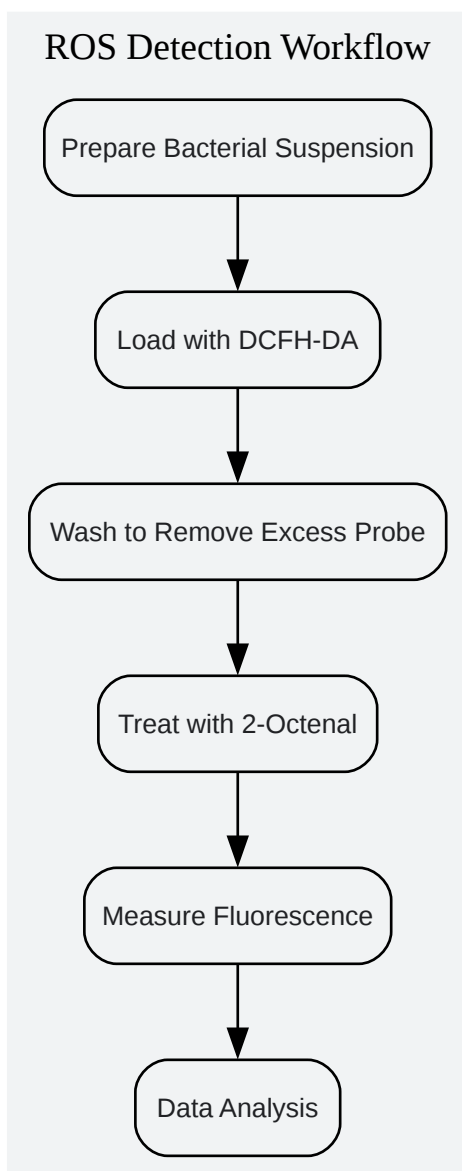 ROS Detection Workflow
Prepare Bacterial Suspension
Load with DCFH-DA
Wash to Remove Excess Probe
Treat with 2-Octenal
Measure Fluorescence
Data Analysis